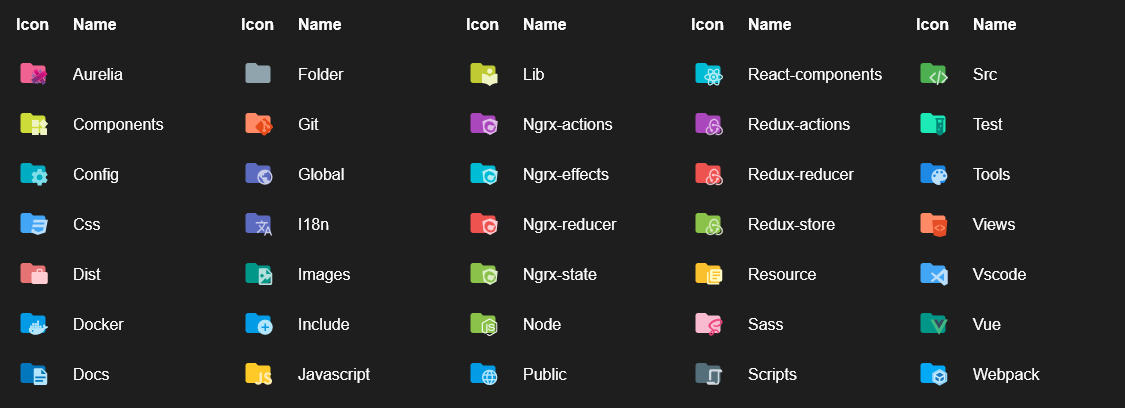 Icon Name Icon Name Icon Name Icon Name Icon Name
Aurelia Folder Lib React-components Src
Components Git Ngrx-actions Redux-actions Test
Config Global Ngrx-effects Redux-reducer Tools
Css I18n Ngrx-reducer Redux-store Views
Dist Images Ngrx-state Resource Vscode
Docker Include Node Sass Vue
Docs JS Javascript Public Scripts Webpack